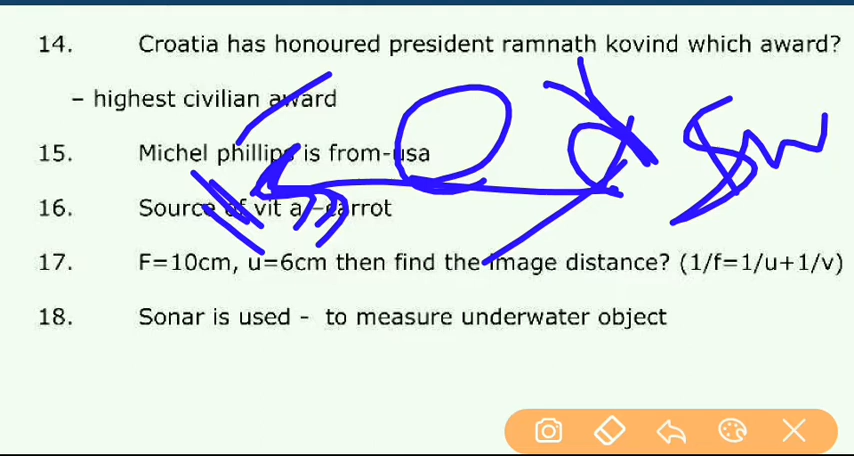 14. Croatia has honoured president ramnath kovind which award?
– highest civilian award
15. Michel phillips is from-usa
16. Source of vit a –carrot
17. F=10cm, u=6cm then find the image distance? (1/f=1/u+1/v)
18. Sonar is used - to measure underwater object